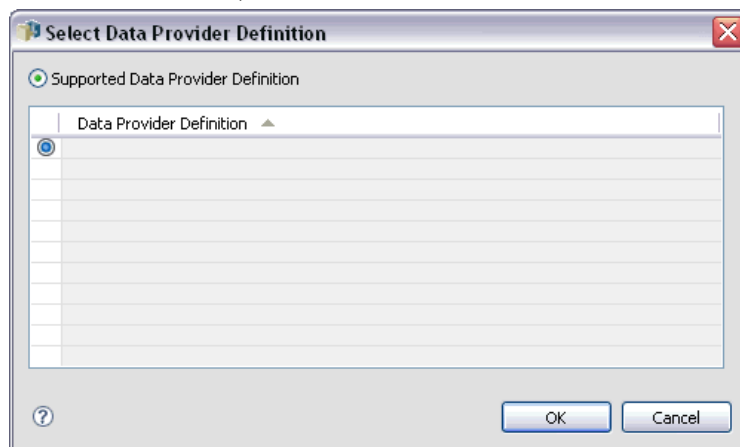 Select Data Provider Definition
Supported Data Provider Definition
Data Provider Definition
?
OK
Cancel